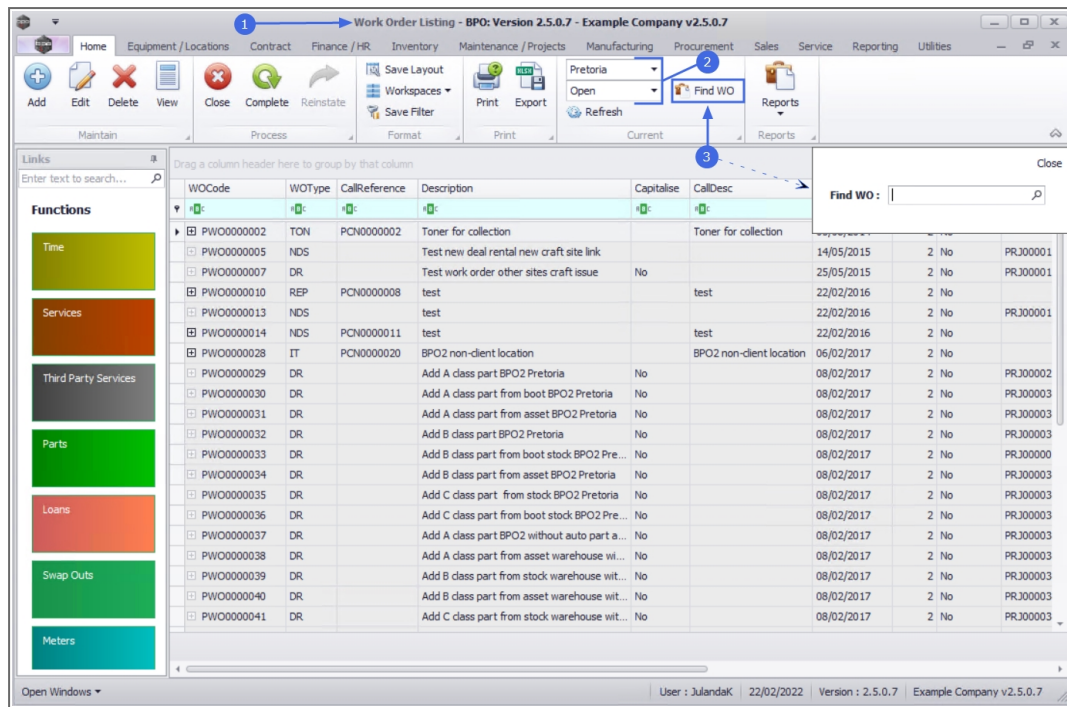 1
Work Order Listing - BPO: Version 2.5.0.7 - Example Company v2.5.0.7
Home Equipment / Locations Contract Finance / HR Inventory Maintenance / Projects Manufacturing Procurement Sales Service Reporting Utilities
Add Edit Delete View
Maintain
Close Complete Reinstate
Process
Save Layout
Workspaces
Save Filter
Format
Print Export
Print
Pretoria
Open
Refresh
2
Find WO
Current
Reports
Reports
3
Close
Find WO :
Links
Enter text to search...
Functions
Time
Services
Third Party Services
Parts
Loans
Swap Outs
Meters
Drag a column header here to group by that column
WOCode WOType CallReference Description Capitalise CallDesc
PWO0000002 TON PCN0000002 Toner for collection Toner for collection
PWO0000005 NDS Test new deal rental new craft site link 14/05/2015 2 No PRJ00001
PWO0000007 DR Test work order other sites craft issue No 25/05/2015 2 No PRJ00001
PWO0000010 REP PCN0000008 test test 22/02/2016 2 No
PWO0000013 NDS test 22/02/2016 2 No PRJ00001
PWO0000014 NDS PCN0000011 test test 22/02/2016 2 No
PWO0000028 IT PCN0000020 BPO2 non-client location BPO2 non-client location 06/02/2017 2 No
PWO0000029 DR Add A class part BPO2 Pretoria No 08/02/2017 2 No PRJ00002
PWO0000030 DR Add A class part from boot BPO2 Pretoria No 08/02/2017 2 No PRJ00003
PWO0000031 DR Add A class part from asset BPO2 Pretoria No 08/02/2017 2 No PRJ00003
PWO0000032 DR Add B class part BPO2 Pretoria No 08/02/2017 2 No PRJ00003
PWO0000033 DR Add B class part from boot stock BPO2 Pre... No 08/02/2017 2 No PRJ00000
PWO0000034 DR Add B class part from asset BPO2 Pretoria No 08/02/2017 2 No PRJ00003
PWO0000035 DR Add C class part from stock BPO2 Pretoria No 08/02/2017 2 No PRJ00003
PWO0000036 DR Add C class part from boot stock BPO2 Pre... No 08/02/2017 2 No PRJ00003
PWO0000037 DR Add A class part BPO2 without auto part a... No 08/02/2017 2 No PRJ00003
PWO0000038 DR Add A class part from asset warehouse wi... No 08/02/2017 2 No PRJ00003
PWO0000039 DR Add B class part from stock warehouse wit... No 08/02/2017 2 No PRJ00003
PWO0000040 DR Add B class part from asset warehouse wit... No 08/02/2017 2 No PRJ00003
PWO0000041 DR Add C class part from stock warehouse wit... No 08/02/2017 2 No PRJ00003
Open Windows User : JulandaK 22/02/2022 Version : 2.5.0.7 Example Company v2.5.0.7